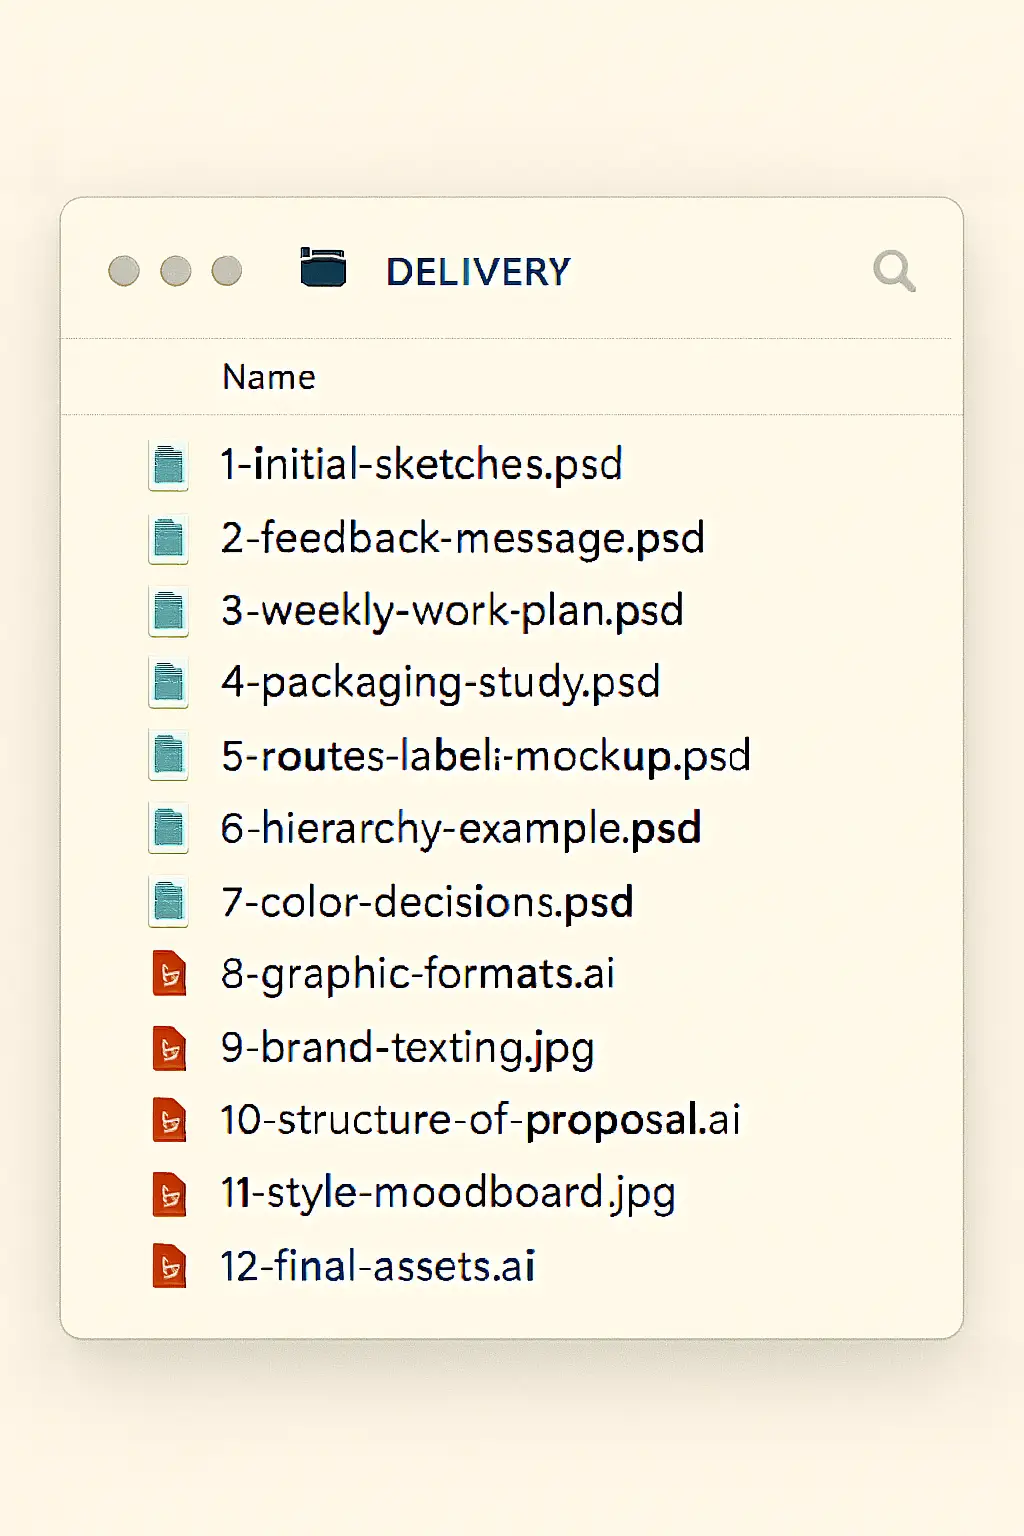 DELIVERY
Name
1-initial-sketches.psd
2-feedback-message.psd
3-weekly-work-plan.psd
4-packaging-study.psd
5-routes-label:-mockup.psd
6-hierarchy-example.psd
7-color-decisions.psd
8-graphic-formats.ai
9-brand-texting.jpg
10-structure-of-proposal.ai
11-style-moodboard.jpg
12-final-assets.ai